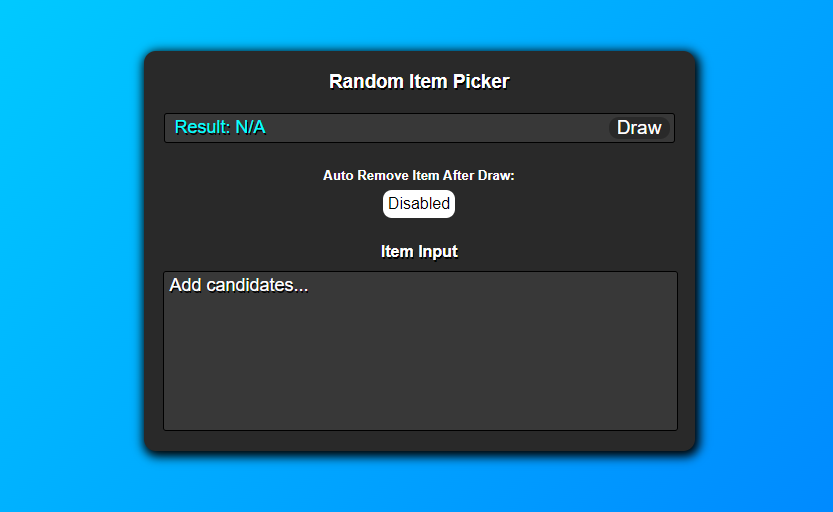 Random Item Picker
Result: N/A Draw
Auto Remove Item After Draw:
Disabled
Item Input
Add candidates...